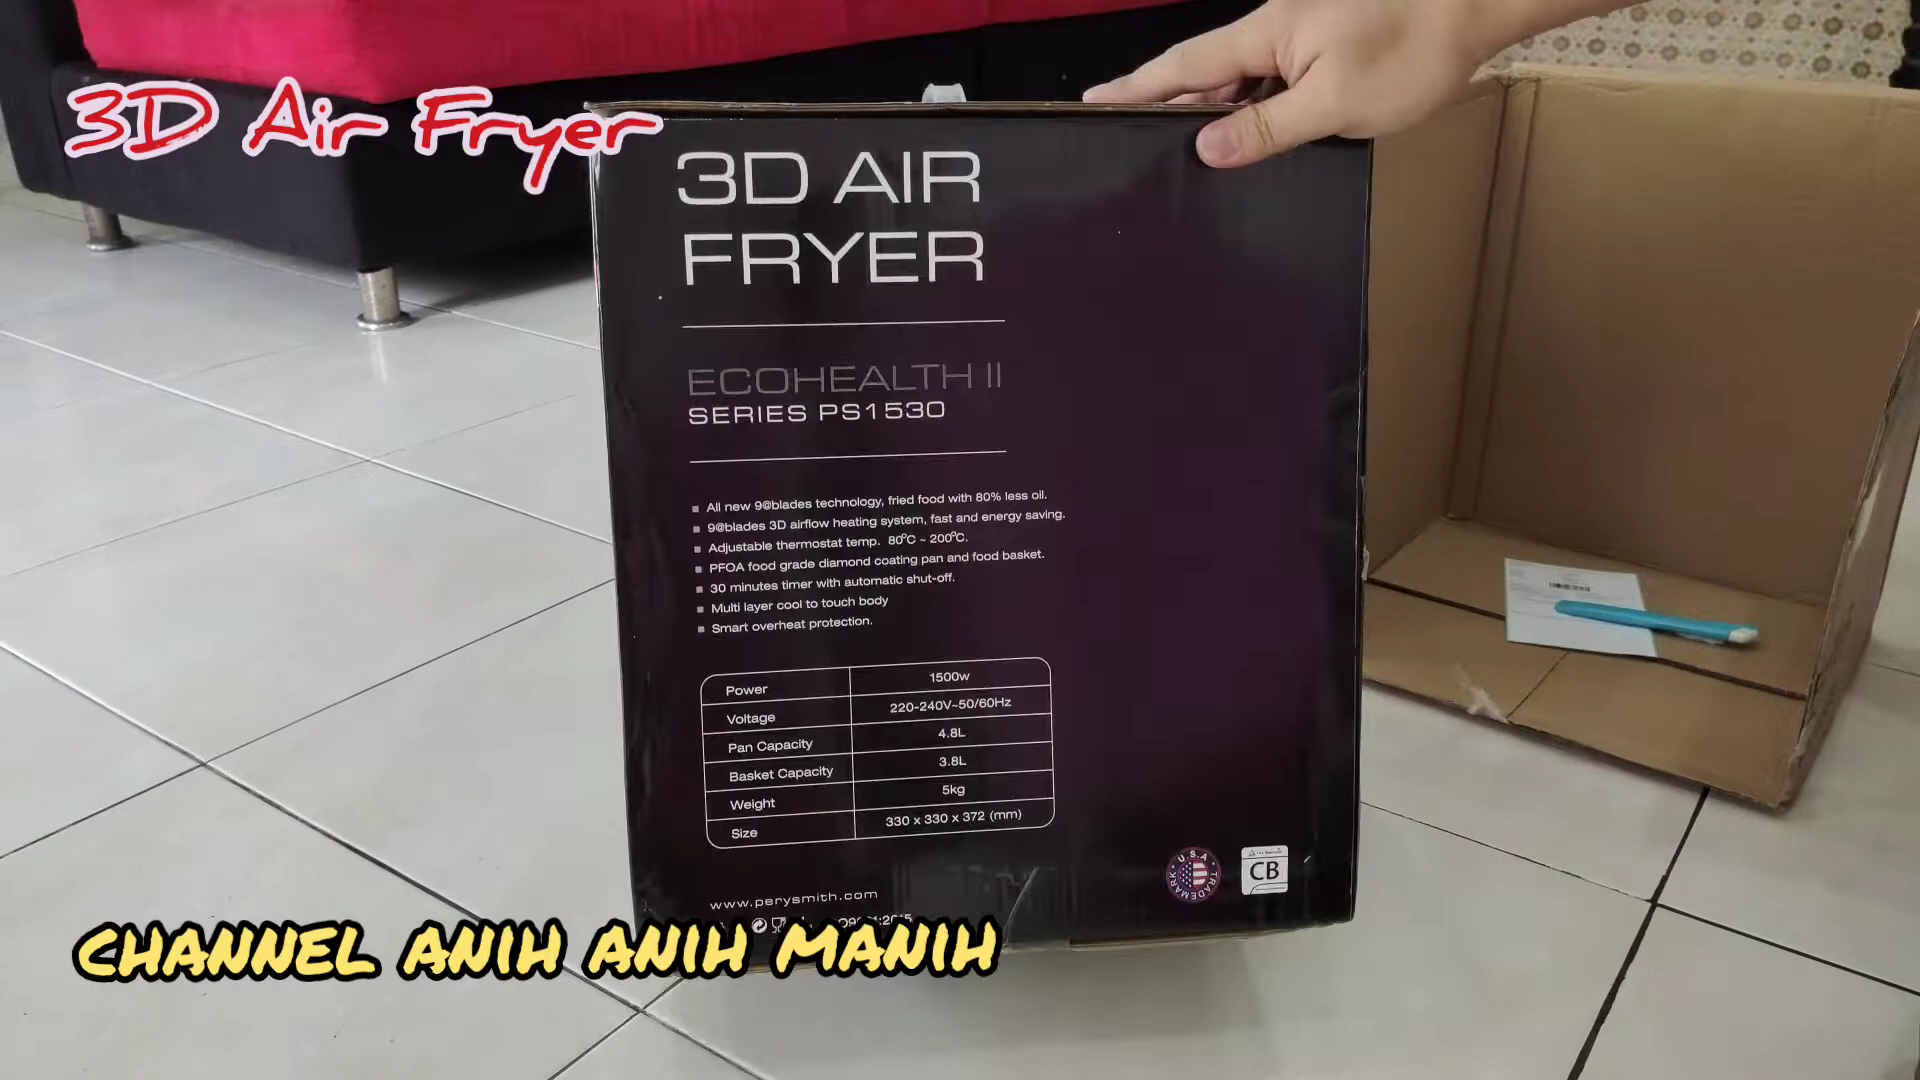 3D Air Fryer
3D AIR
FRYER
ECOHEALTH II
SERIES PS1530
All new 9@blades technology, fried food with 80% less oil.
9@blades 3D airflow heating system, fast and energy saving.
Adjustable thermostat temp. 80°C ~ 200°C.
PFOA food grade diamond coating pan and food basket.
30 minutes timer with automatic shut-off.
Multi layer cool to touch body
Smart overheat protection.
Power 1500w
Voltage 220-240V~50/60Hz
Pan Capacity 4.8L
Basket Capacity 3.8L
Weight 5kg
Size 330 x 330 x 372 (mm)
U.S.A TRADEMARK
CB
www.perysmith.com
CHANNEL ANIH ANIH MANIH